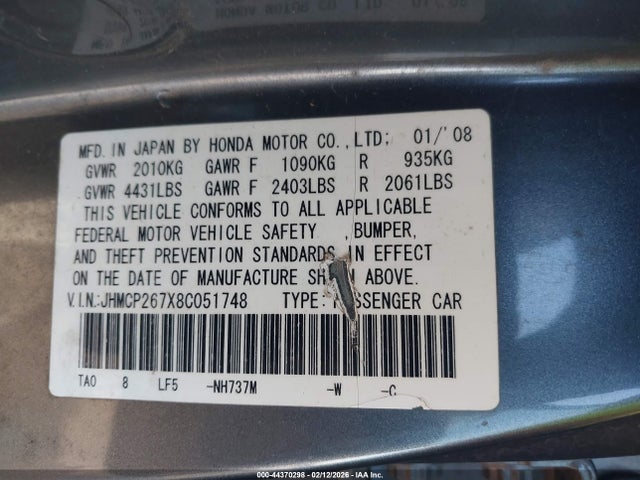 MFD. IN JAPAN BY HONDA MOTOR CO.,LTD; 01/'08
GVWR 2010KG GAWR F 1090KG R 935KG
GVWR 4431LBS GAWR F 2403LBS R 2061LBS
THIS VEHICLE CONFORMS TO ALL APPLICABLE
FEDERAL MOTOR VEHICLE SAFETY ,BUMPER,
AND THEFT PREVENTION STANDARDS IN EFFECT
ON THE DATE OF MANUFACTURE ABOVE.
V.I.N:JHMCP267X8C051748 TYPE: CAR
TAO 8 LF5 -NH737M -W -C
000-44370298 - 02/12/2026 - IAA Inc.